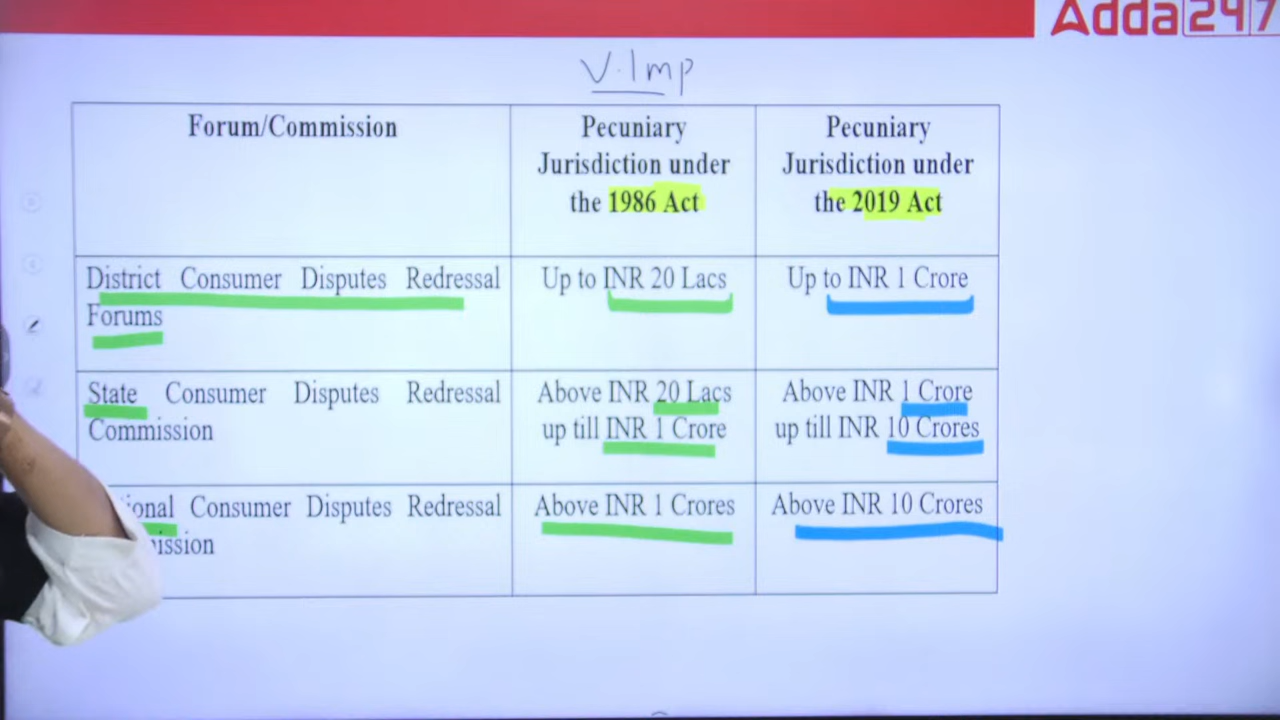 Adda 247
V.Imp
Forum/Commission
Pecuniary
Jurisdiction under
the 1986 Act
Pecuniary
Jurisdiction under
the 2019 Act
District Consumer Disputes Redressal
Forums
Up to INR 20 Lacs
Up to INR 1 Crore
State Consumer Disputes Redressal
Commission
Above INR 20 Lacs
up till INR 1 Crore
Above INR 1 Crore
up till INR 10 Crores
ional Consumer Disputes Redressal
ission
Above INR 1 Crores
Above INR 10 Crores